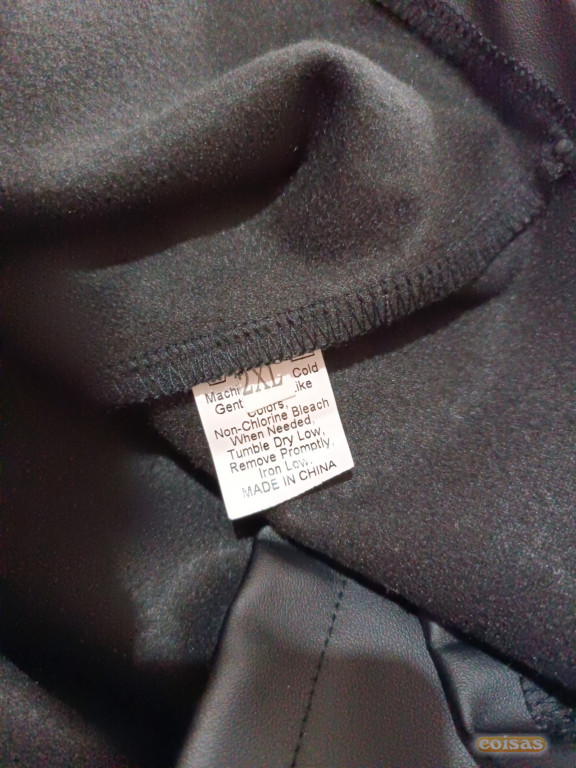 2XL
Machi Cold
Gent like
Colors,
Non-Chlorine Bleach
When Needed,
Tumble Dry Low,
Remove Promptly,
Iron Low,
MADE IN CHINA
coisas